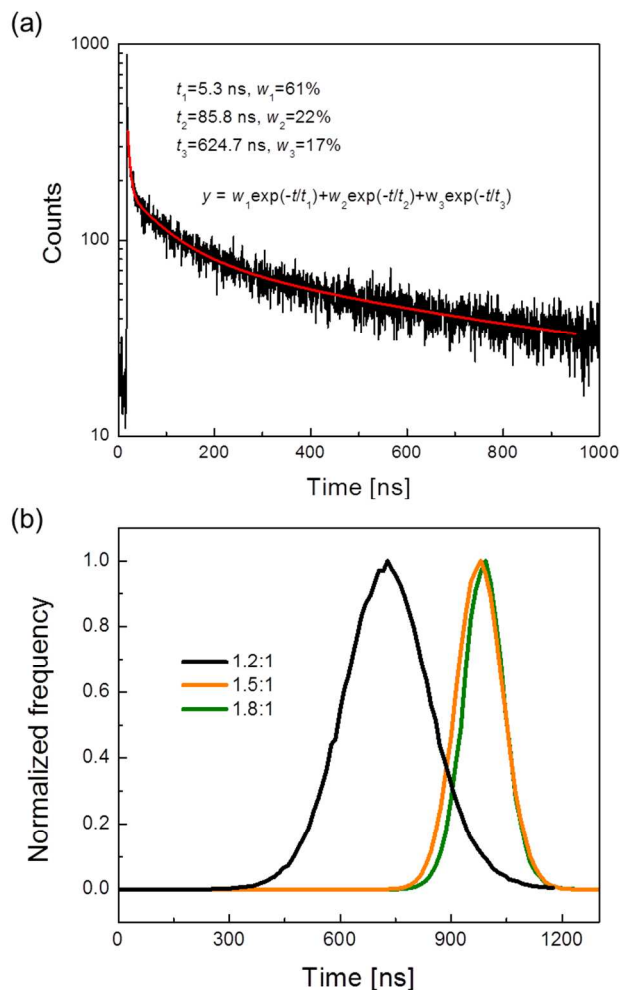 (a)
1000
t₁=5.3 ns, w₁=61%
t₂=85.8 ns, w₂=22%
t₃=624.7 ns, w₃=17%
y = w₁exp(-t/t₁)+w₂exp(-t/t₂)+w₃exp(-t/t₃)
100
Counts
10
0 200 400 600 800 1000
Time [ns]
(b)
1.0
0.8
1.2:1
1.5:1
1.8:1
0.6
0.4
0.2
0.0
Normalized frequency
0 300 600 900 1200
Time [ns]